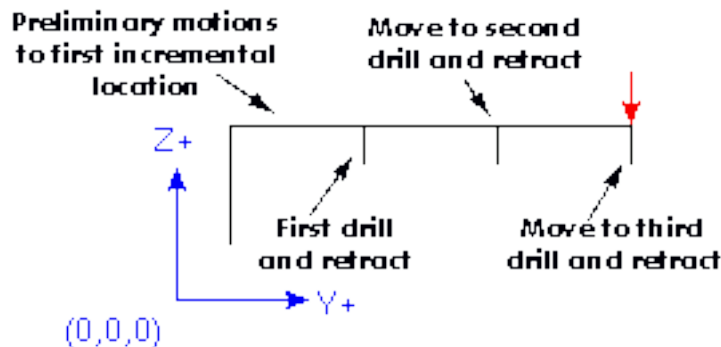 Preliminary motions
to first incremental
location
Move to second
drill and retract
Z+
First drill
and retract
Move to third
drill and retract
Y+
(0,0,0)